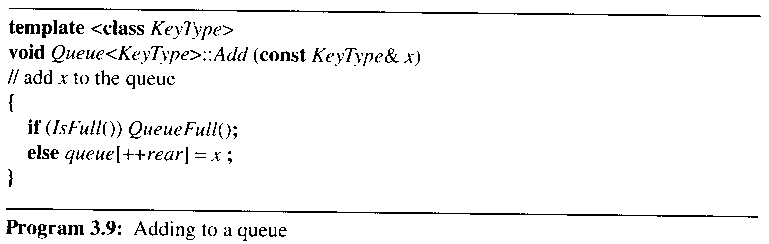 template <class KeyType>
void Queue<KeyType>::Add (const KeyType& x)
// add x to the queue
{
if (IsFull()) QueueFull();
else queue[++rear] = x ;
}
Program 3.9: Adding to a queue